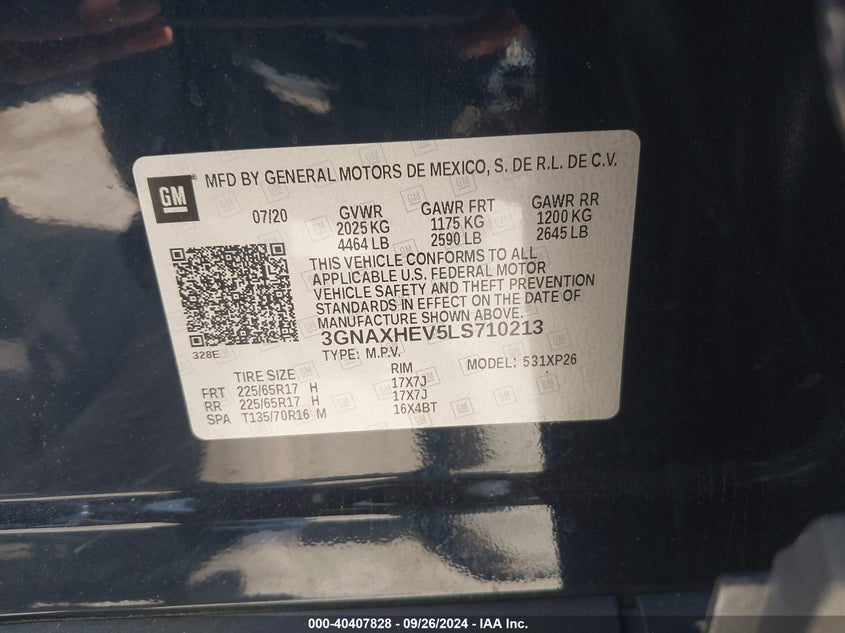 GM ® MFD BY GENERAL MOTORS DE MEXICO, S. DE R.L. DE C.V.
07/20 GVWR GAWR FRT GAWR RR
2025 KG 1175 KG 1200 KG
4464 LB 2590 LB 2645 LB
THIS VEHICLE CONFORMS TO ALL
APPLICABLE U.S. FEDERAL MOTOR
VEHICLE SAFETY AND THEFT PREVENTION
STANDARDS IN EFFECT ON THE DATE OF
MANUFACTURE SHOWN ABOVE.
3GNAXHEV5LS710213
328E TYPE: M.P.V. MODEL: 531XP26
TIRE SIZE RIM
FRT 225/65R17 H 17X7J
RR 225/65R17 H 17X7J
SPA T135/70R16 M 16X4BT
000-40407828 - 09/26/2024 - IAA Inc.